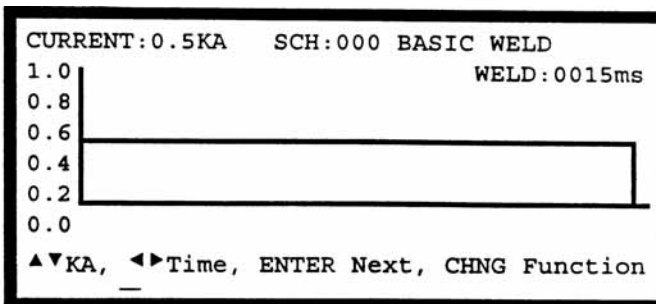 CURRENT:0.5KA SCH:000 BASIC WELD
1.0 WELD:0015ms
0.8
0.6
0.4
0.2
0.0
▲▼KA, ◀▶Time, ENTER Next, CHNG Function